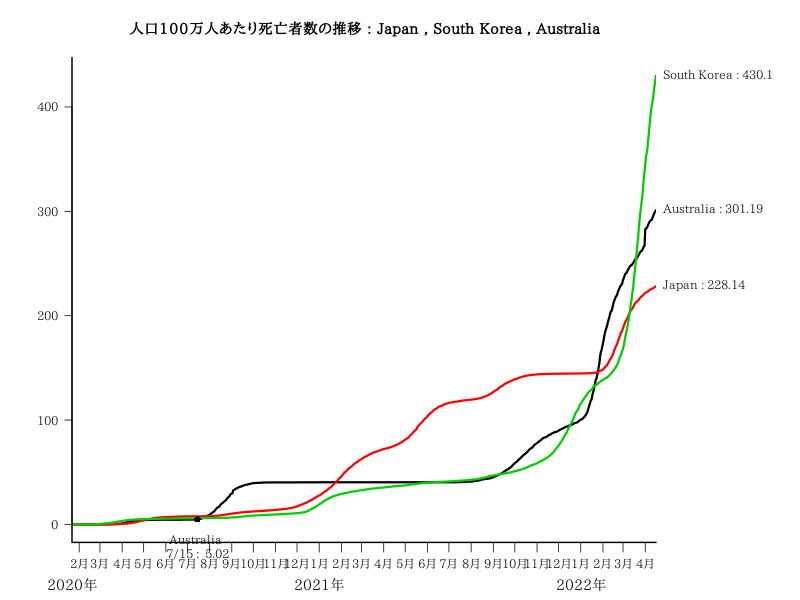 人口100万人あたり死亡者数の推移 : Japan , South Korea , Australia
South Korea : 430.1
400
300
Australia : 301.19
Japan : 228.14
200
100
0
Australia
7/15 : 5.02
2月 3月 4月 5月 6月 7月 8月 9月 10月 11月 12月 1月 2月 3月 4月 5月 6月 7月 8月 9月 10月 11月 12月 1月 2月 3月 4月
2020年 2021年 2022年